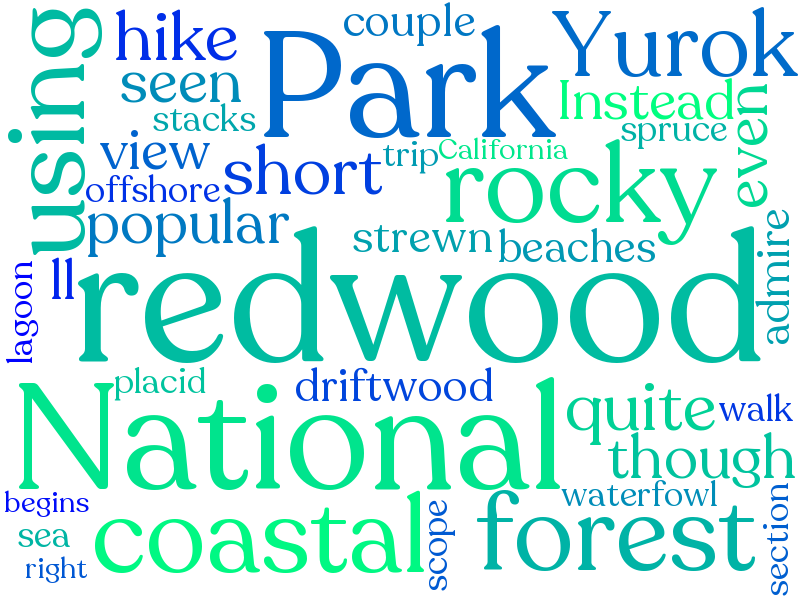 using
hike
couple
Park
Yurok
seen
Instead
stacks
spruce
even
view
trip
California
short
rocky
offshore
popular
strewn
beaches
admire
ll
redwood
lagoon
placid
driftwood
National
quite
walk
though
begins
coastal
scope
forest
waterfowl
section
sea
right